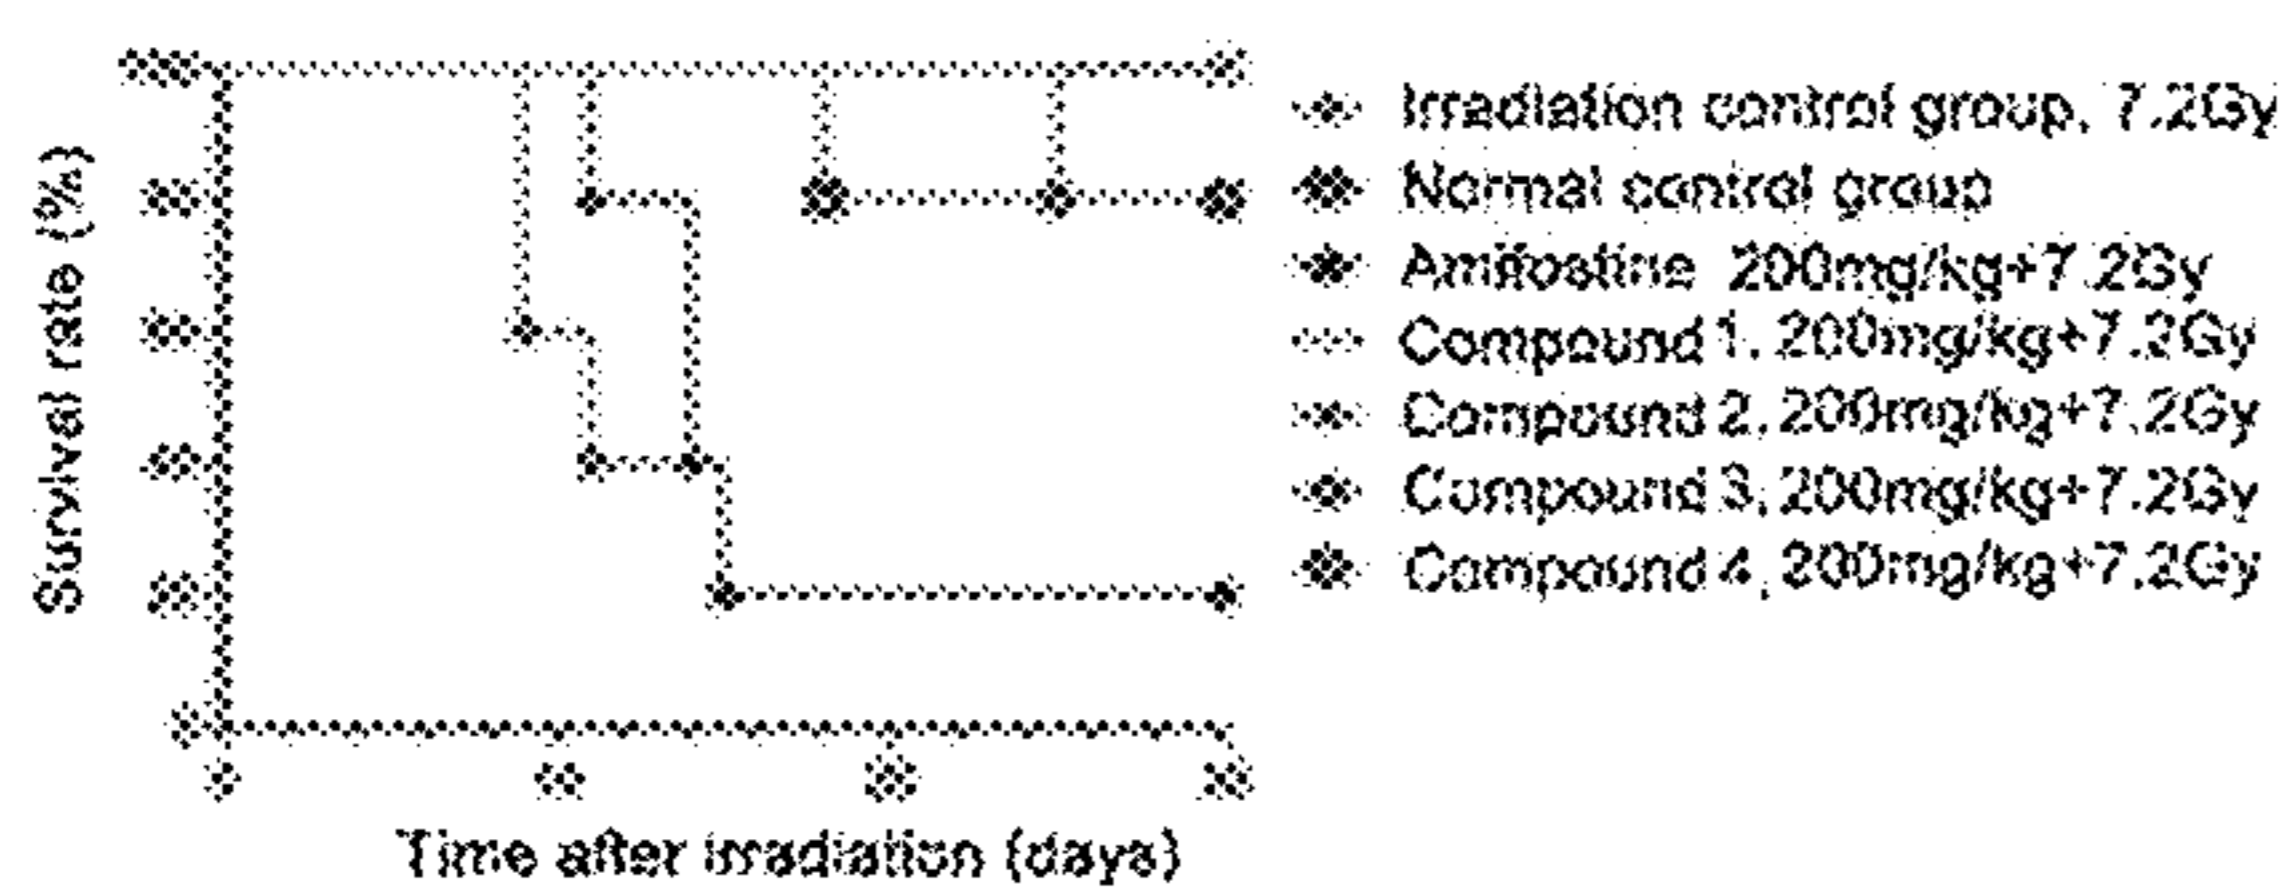 Survival rate (%)
Irradiation control group, 7.2Gy
Normal control group
Amifostine 200mg/kg+7.2Gy
Compound 1, 200mg/kg+7.2Gy
Compound 2, 200mg/kg+7.2Gy
Compound 3, 200mg/kg+7.2Gy
Compound 4, 200mg/kg+7.2Gy
Time after irradiation (days)